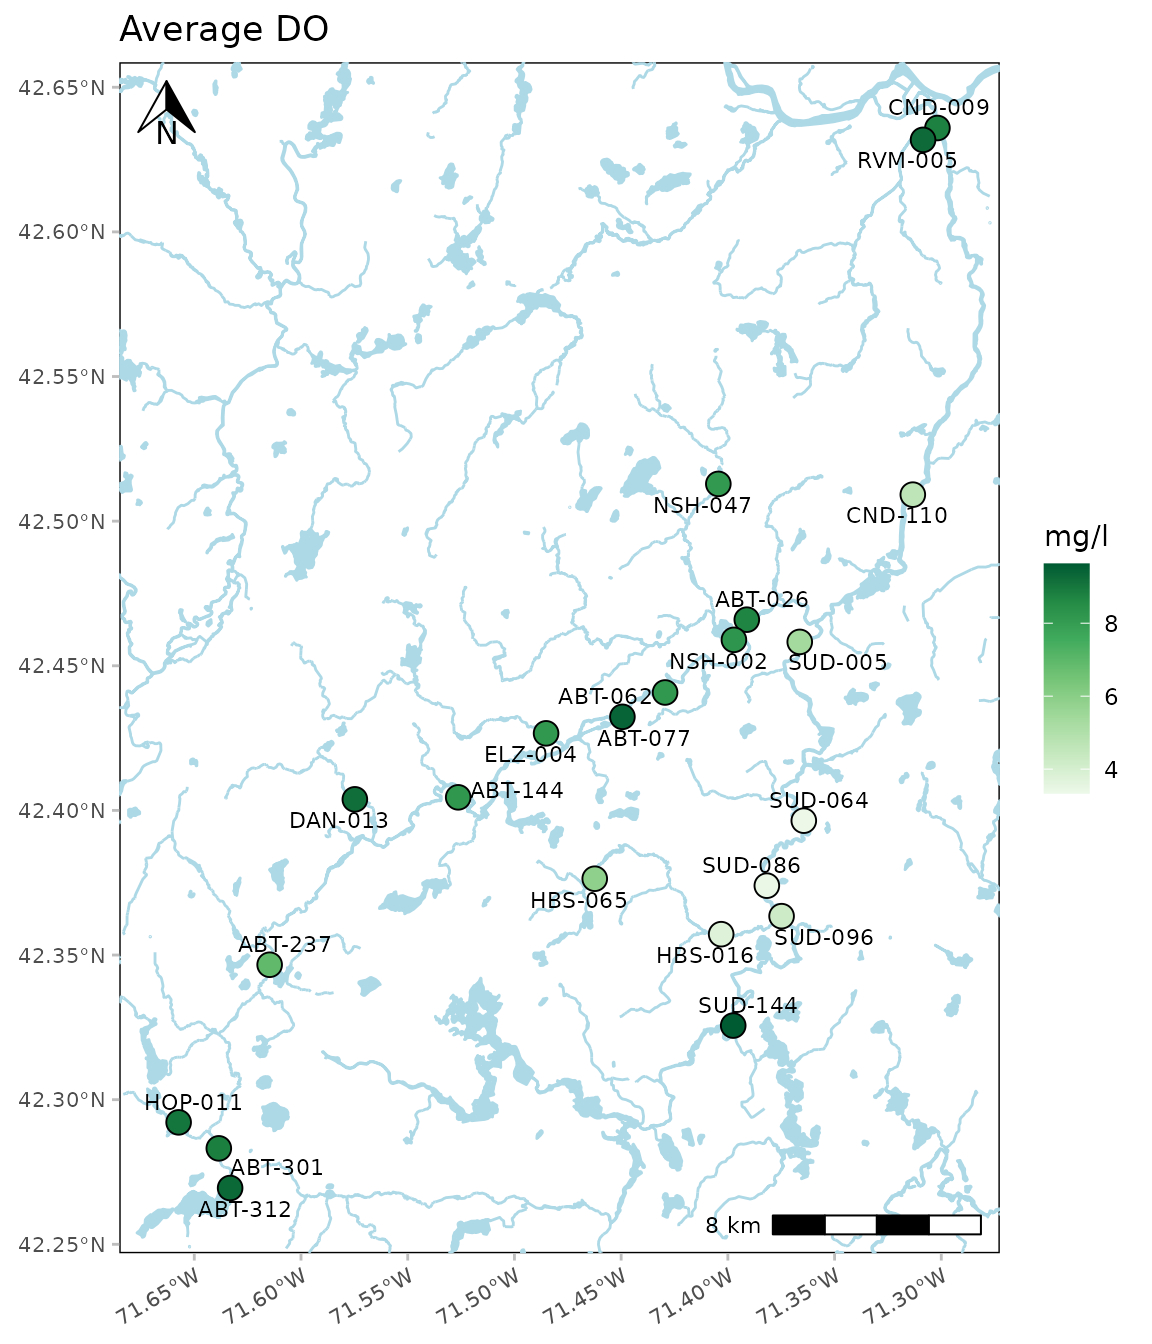 Average DO
42.65°N
42.60°N
42.55°N
42.50°N
42.45°N
42.40°N
42.35°N
42.30°N
42.25°N
N
CND-009
RVM-005
NSH-047
CND-110
ABT-026
NSH-002
SUD-005
ABT-062
ABT-077
ELZ-004
ABT-144
DAN-013
SUD-064
SUD-086
HBS-065
SUD-096
ABT-237
HBS-016
SUD-144
HOP-011
ABT-301
ABT-312
8 km
mg/l
8
6
4
71.65°W
71.60°W
71.55°W
71.50°W
71.45°W
71.40°W
71.35°W
71.30°W